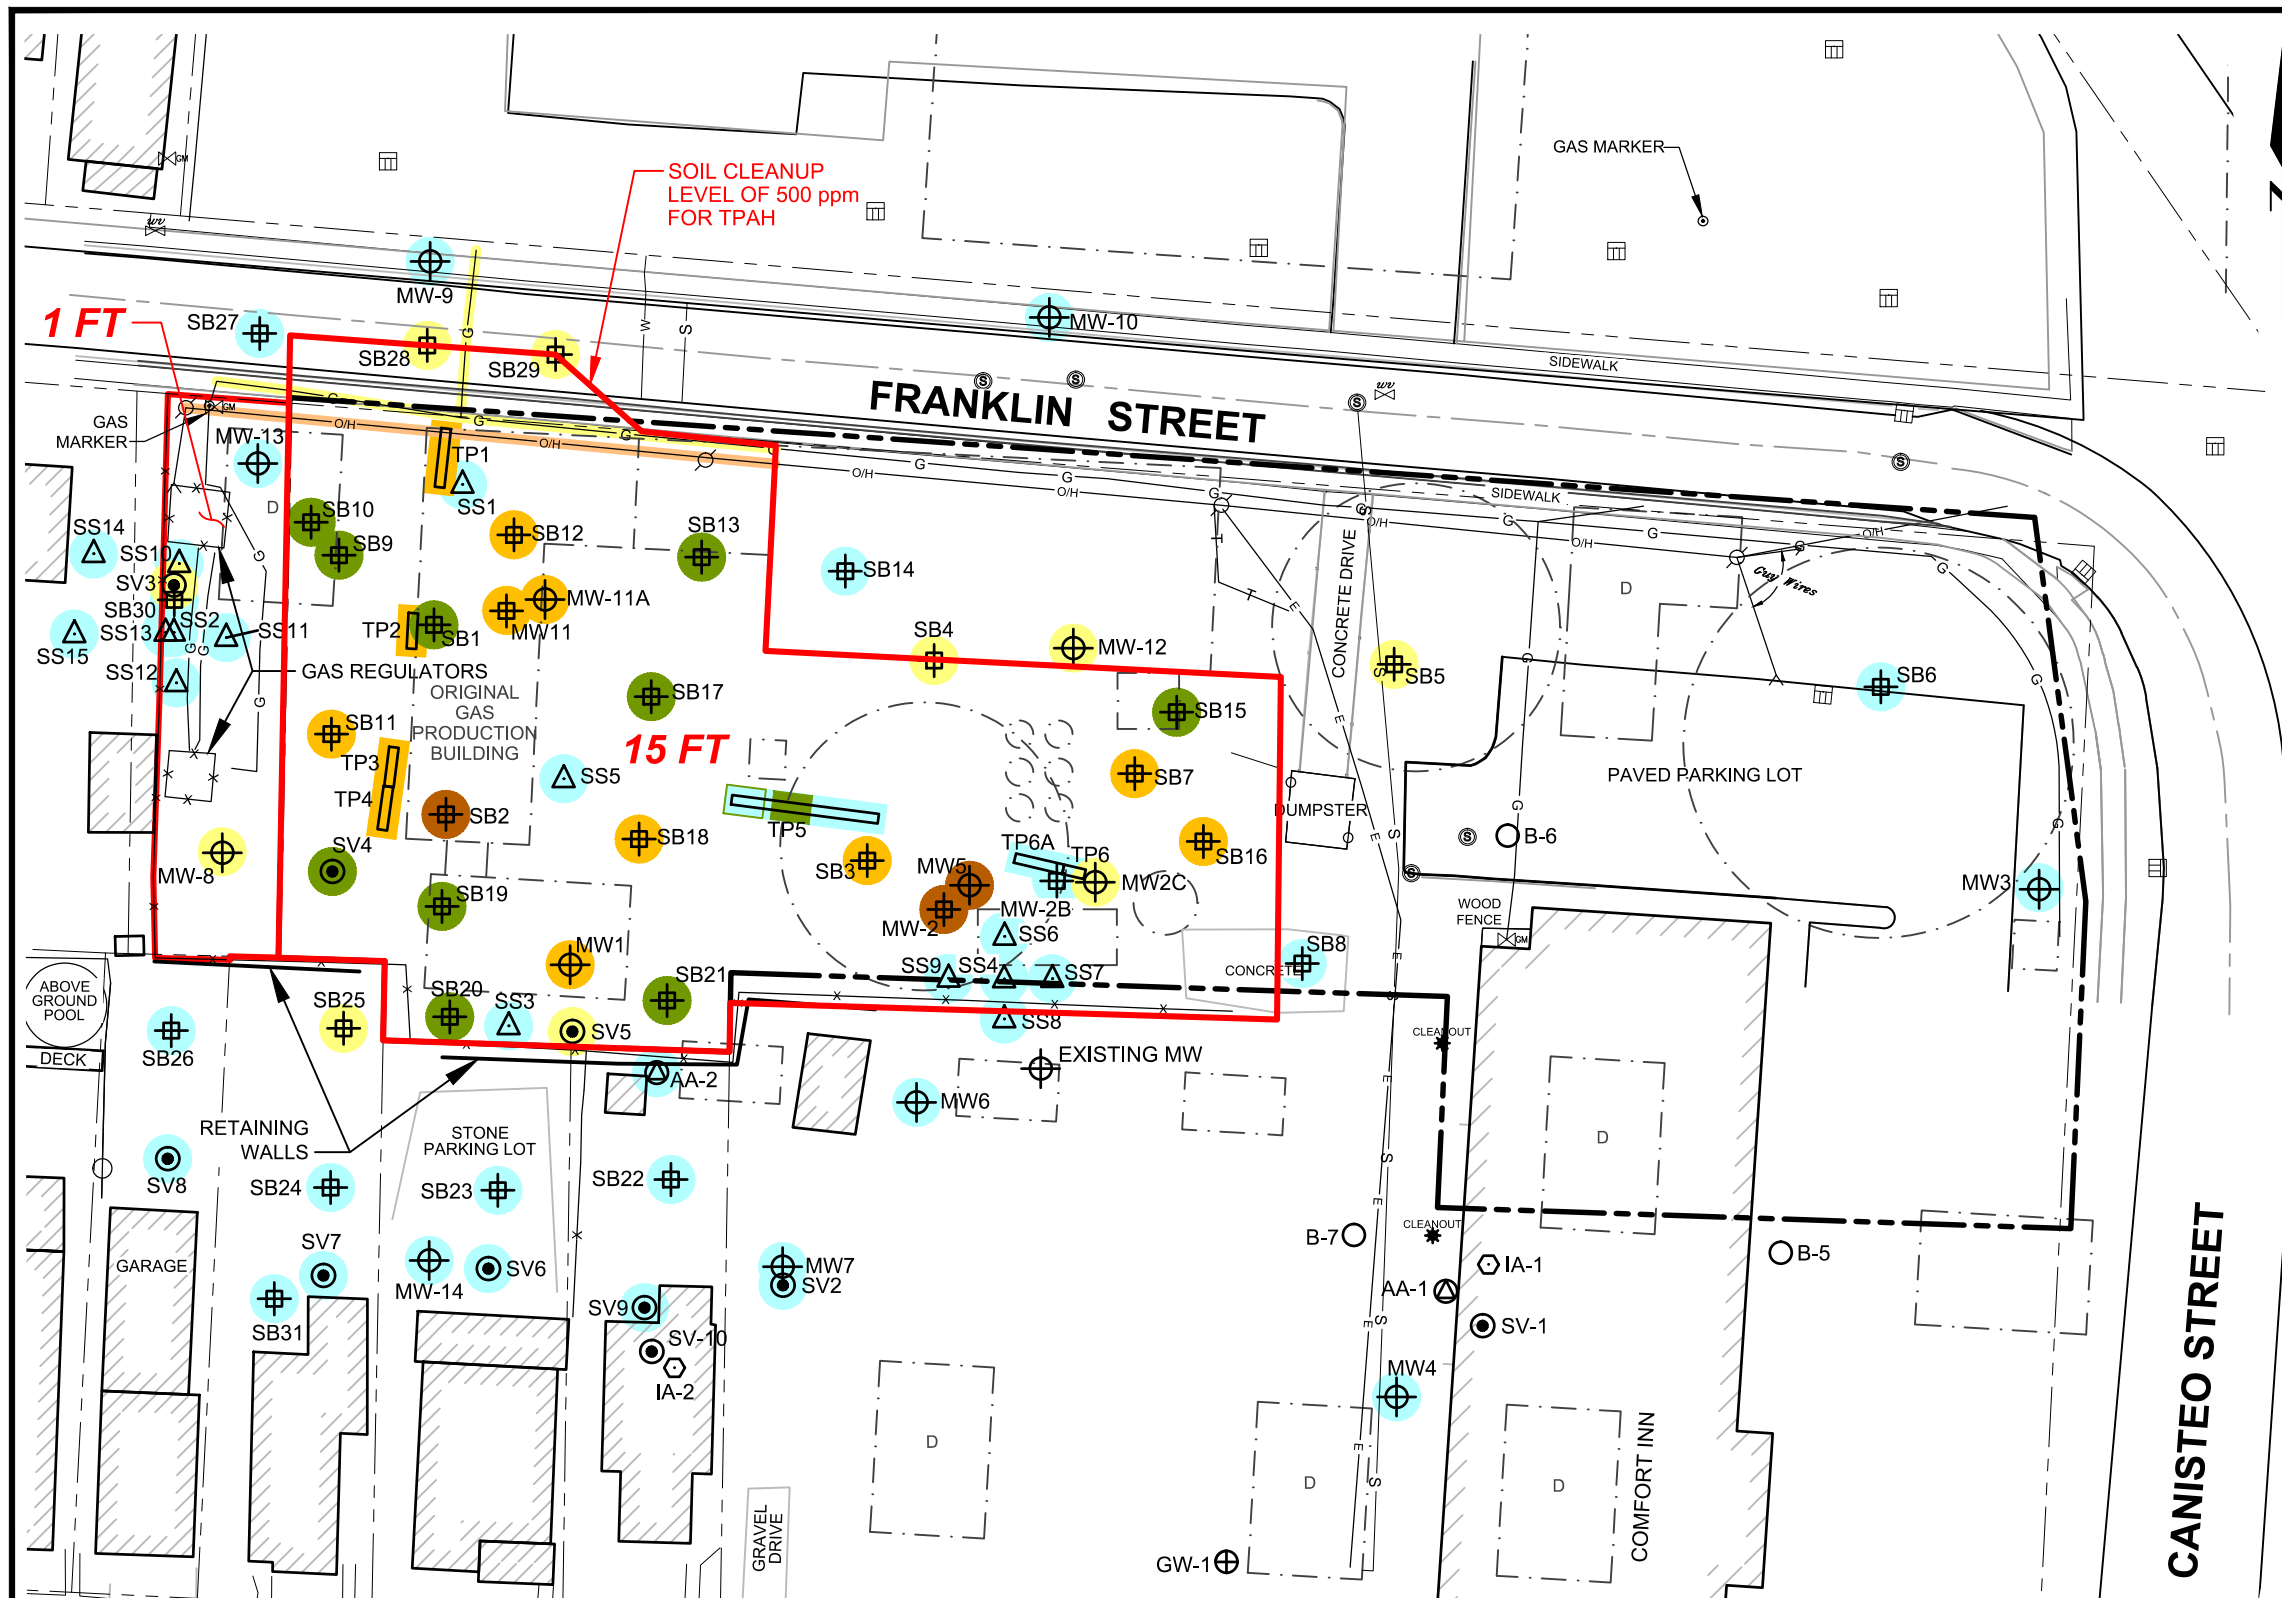 SOIL CLEANUP
LEVEL OF 500 ppm
FOR TPAH
GAS MARKER
GM
wv
MW-9
SB27
1 FT
SB28
SB29
W
S
G
MW-10
SIDEWALK
FRANKLIN STREET
wv
GAS
MARKER
GM
MW-13
O/H
G
O/H
G
TP1
SS1
SB10
SB9
D
SB12
SB13
SB14
MW-11A
MW11
SS14
SS10
SV3
SB30
SS2
SS13
SS11
SS15
SS12
TP2
SB1
GAS REGULATORS
ORIGINAL
GAS
PRODUCTION
BUILDING
SB17
15 FT
SB11
TP3
TP4
SB2
SS5
SB18
SV4
SB19
MW-8
MW1
SB4
MW-12
SB15
SB7
SB16
TP5
SB3
TP6A
TP6
MW5
MW2C
MW-2B
MW-2
SS6
SS9
SS4
SS7
SS8
SB8
CONCRETE
O/H
G
SIDEWALK
O/H
CONCRETE DRIVE
T
E
SB5
D
Guy Wires
SB6
PAVED PARKING LOT
DUMPSTER
B-6
MW3
WOOD
FENCE
GM
ABOVE
GROUND
POOL
DECK
SB25
SB26
SB20
SS3
SV5
SB21
AA-2
EXISTING MW
MW6
CLEANOUT
RETAINING
WALLS
STONE
PARKING LOT
SV8
SB24
SB23
SB22
D
B-7
CLEANOUT
B-5
GARAGE
SV7
MW-14
SV6
SB31
SV9
SV-10
IA-2
MW7
SV2
IA-1
AA-1
SV-1
MW4
D
D
D
GRAVEL
DRIVE
GW-1
COMFORT INN
CANISTEO STREET